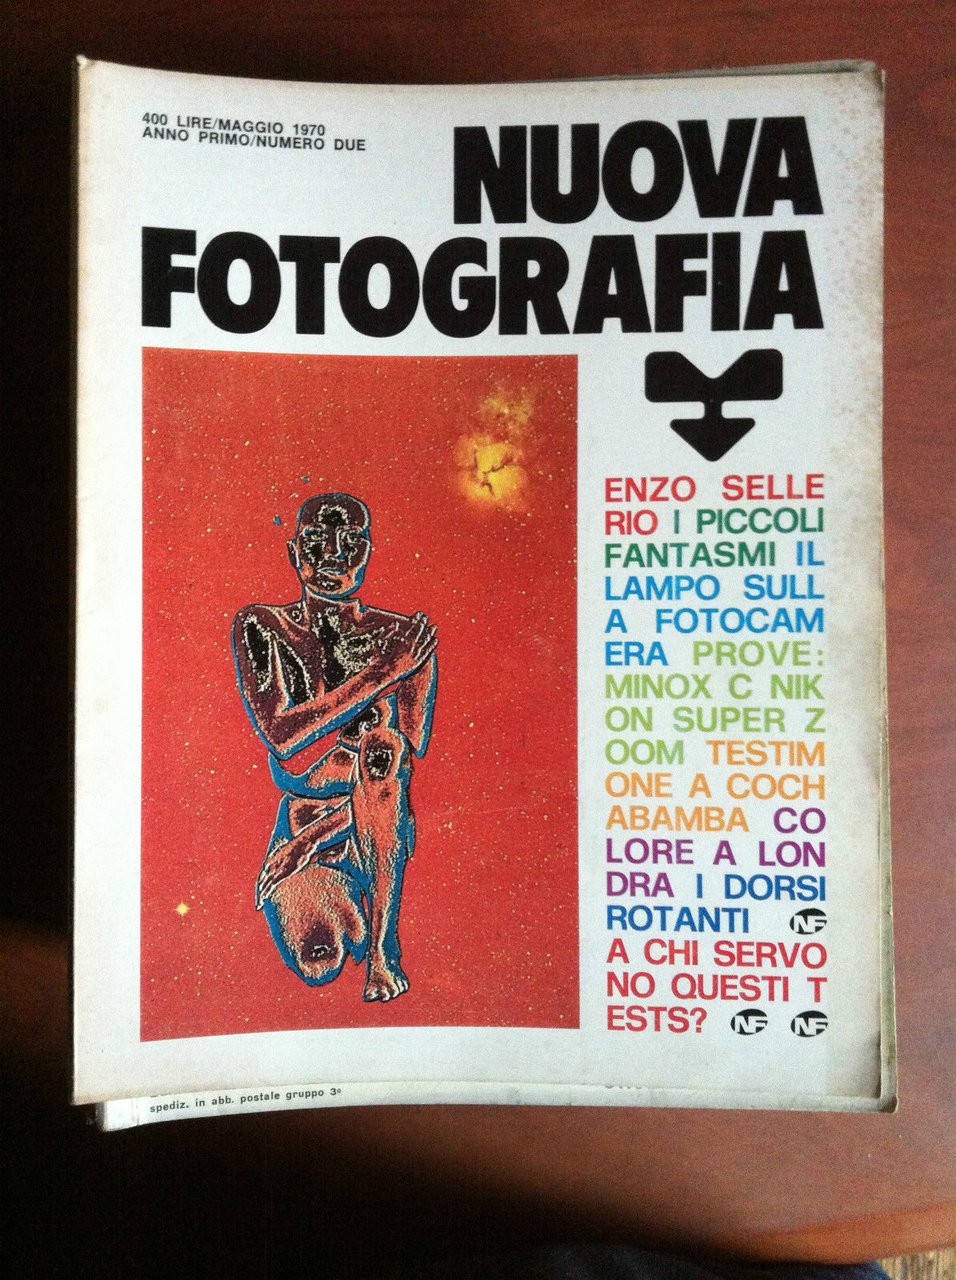 400 LIRE/MAGGIO 1970
ANNO PRIMO/NUMERO DUE
NUOVA
FOTOGRAFIA
ENZO SELLE
RIO I PICCOLI
FANTASMI IL
LAMPO SULL
A FOTOCAM
ERA PROVE:
MINOX C NIK
ON SUPER Z
OOM TESTIM
ONE A COCH
ABAMBA CO
LORE A LON
DRA I DORSI
ROTANTI NF
A CHI SERVO
NO QUESTI T
ESTS? NF NF
spediz. in abb. postale gruppo 3º